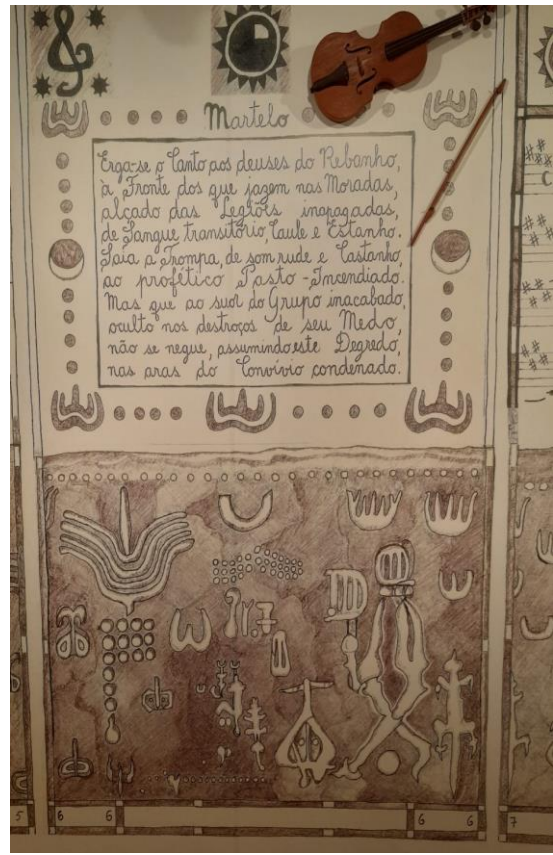 Martelo
Erga-se o Canto aos deuses do Rebanho,
à Fronte dos que jazem nas Moradas,
alçado das Legiões inapagadas,
de Sangue transitório, Caule e Estanho.
Saia a Trompa, de som rude e Castanho,
ao profético Pasto-Incendiado.
Mas que ao suor do Grupo inacabado,
oculto nos destroços de seu Medo,
não se negue, assumindo este Degredo,
nas aras do Convívio condenado.
5 8 6 6 6 7